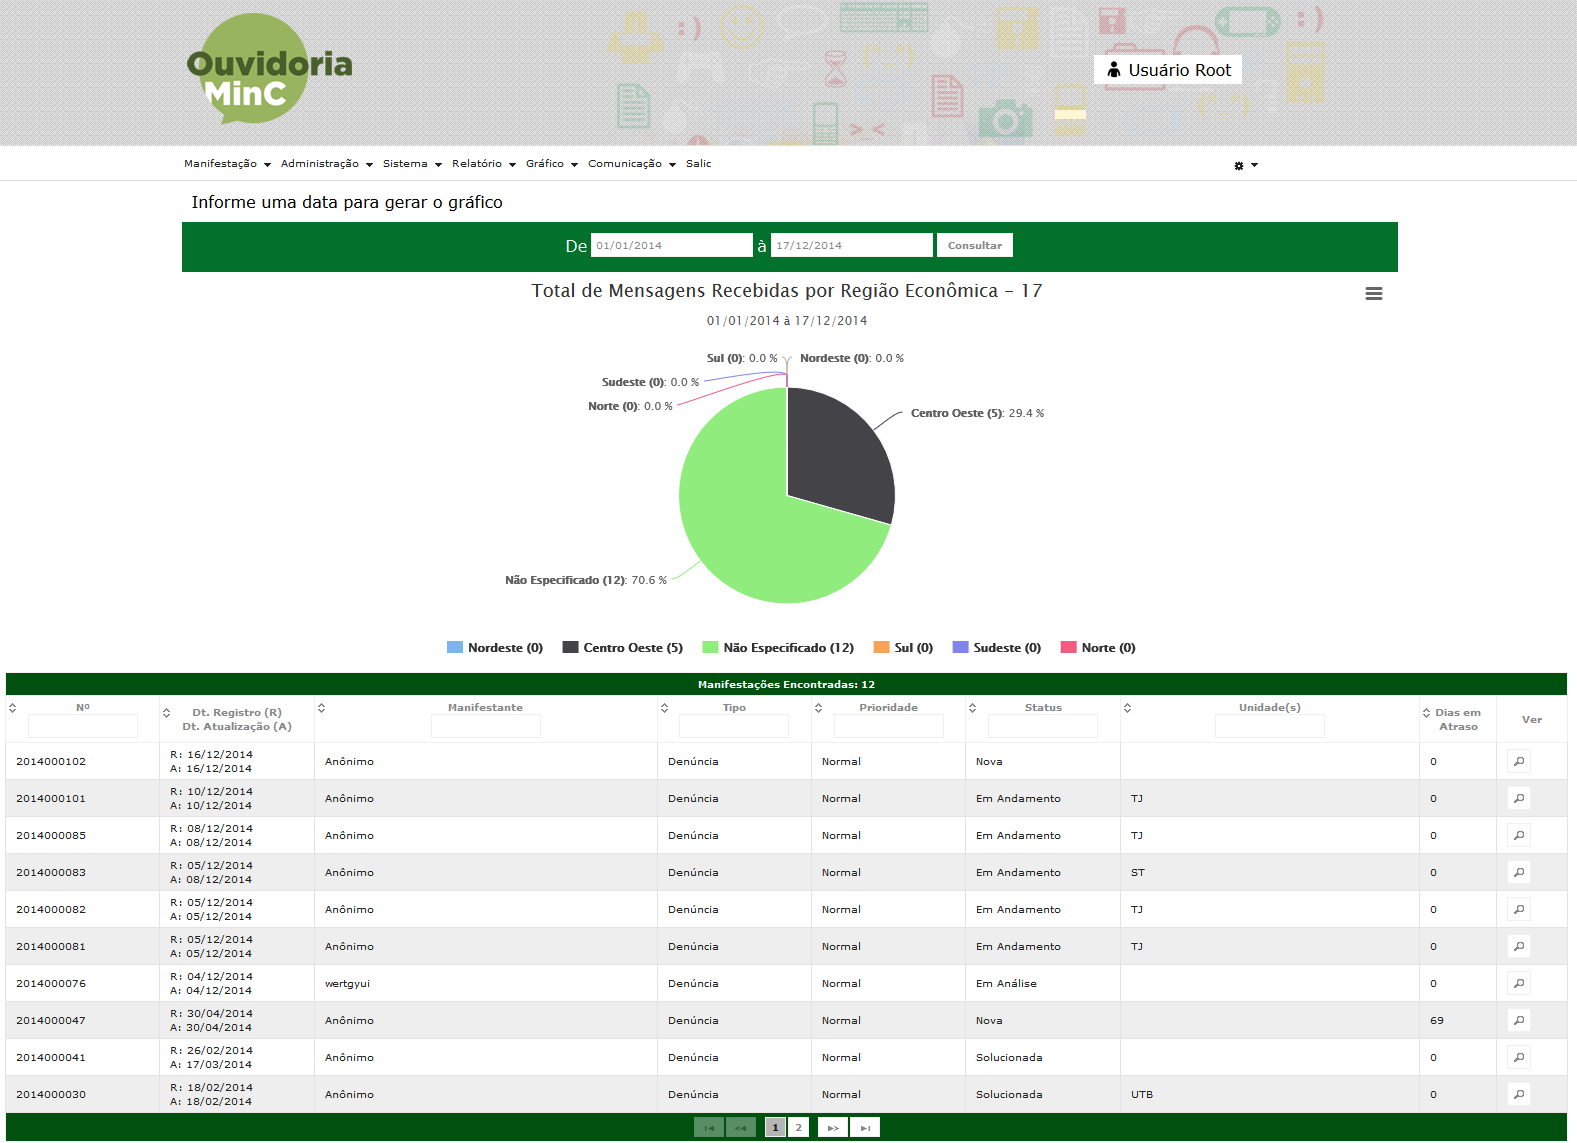 Ouvidoria
MinC
Usuário Root
Manifestação Administração Sistema Relatório Gráfico Comunicação Salic
Informe uma data para gerar o gráfico
De 01/01/2014 à 17/12/2014 Consultar
Total de Mensagens Recebidas por Região Econômica - 17
01/01/2014 à 17/12/2014
Sul (0): 0.0 % Nordeste (0): 0.0 %
Sudeste (0): 0.0 %
Norte (0): 0.0 %
Centro Oeste (5): 29.4 %
Não Especificado (12): 70.6 %
Nordeste (0) Centro Oeste (5) Não Especificado (12) Sul (0) Sudeste (0) Norte (0)
Manifestações Encontradas: 12
Nº Dt. Registro (R) Manifestante Tipo Prioridade Status Unidade(s) Dias em Ver
Dt. Atualização (A) Atraso
R: 16/12/2014
2014000102 A: 16/12/2014 Anônimo Denúncia Normal Nova 0
R: 10/12/2014
2014000101 A: 10/12/2014 Anônimo Denúncia Normal Em Andamento TJ 0
R: 08/12/2014
2014000085 A: 08/12/2014 Anônimo Denúncia Normal Em Andamento TJ 0
R: 05/12/2014
2014000083 A: 08/12/2014 Anônimo Denúncia Normal Em Andamento ST 0
R: 05/12/2014
2014000082 A: 05/12/2014 Anônimo Denúncia Normal Em Andamento TJ 0
R: 05/12/2014
2014000081 A: 05/12/2014 Anônimo Denúncia Normal Em Andamento TJ 0
R: 04/12/2014
2014000076 A: 04/12/2014 wertgyui Denúncia Normal Em Análise 0
R: 30/04/2014
2014000047 A: 30/04/2014 Anônimo Denúncia Normal Nova 69
R: 26/02/2014
2014000041 A: 17/03/2014 Anônimo Denúncia Normal Solucionada 0
R: 18/02/2014
2014000030 A: 18/02/2014 Anônimo Denúncia Normal Solucionada UTB 0
1 2